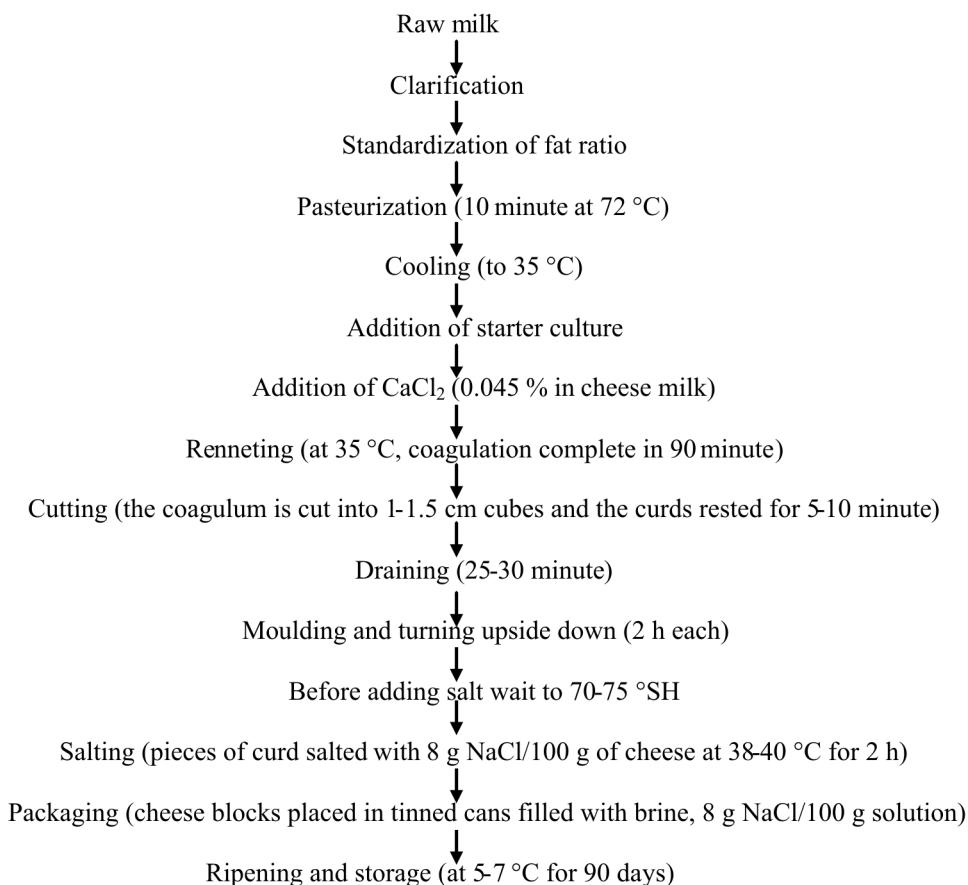 Raw milk
Clarification
Standardization of fat ratio
Pasteurization (10 minute at 72 °C)
Cooling (to 35 °C)
Addition of starter culture
Addition of CaCl₂ (0.045 % in cheese milk)
Renneting (at 35 °C, coagulation complete in 90 minute)
Cutting (the coagulum is cut into 1-1.5 cm cubes and the curds rested for 5-10 minute)
Draining (25-30 minute)
Moulding and turning upside down (2 h each)
Before adding salt wait to 70-75 °SH
Salting (pieces of curd salted with 8 g NaCl/100 g of cheese at 38-40 °C for 2 h)
Packaging (cheese blocks placed in tinned cans filled with brine, 8 g NaCl/100 g solution)
Ripening and storage (at 5-7 °C for 90 days)